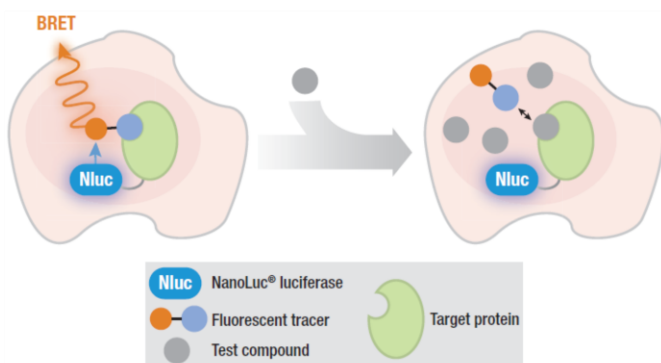 BRET
Nluc
Nluc
Nluc NanoLuc® luciferase
Fluorescent tracer
Target protein
Test compound